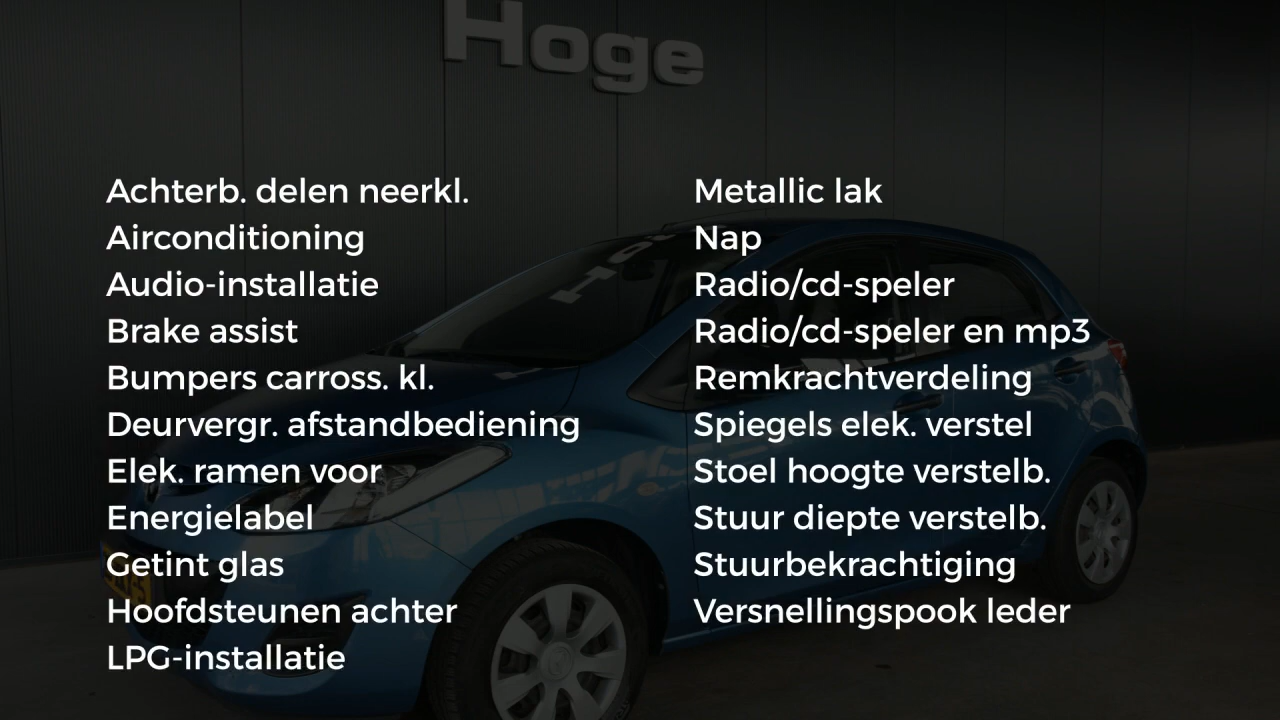 Hoge
Achterb. delen neerkl.
Airconditioning
Audio-installatie
Brake assist
Bumpers carross. kl.
Deurvergr. afstandbediening
Elek. ramen voor
Energielabel
Getint glas
Hoofdsteunen achter
LPG-installatie
Metallic lak
Nap
Radio/cd-speler
Radio/cd-speler en mp3
Remkrachtverdeling
Spiegels elek. verstel
Stoel hoogte verstelb.
Stuur diepte verstelb.
Stuurbekrachtiging
Versnellingspook leder